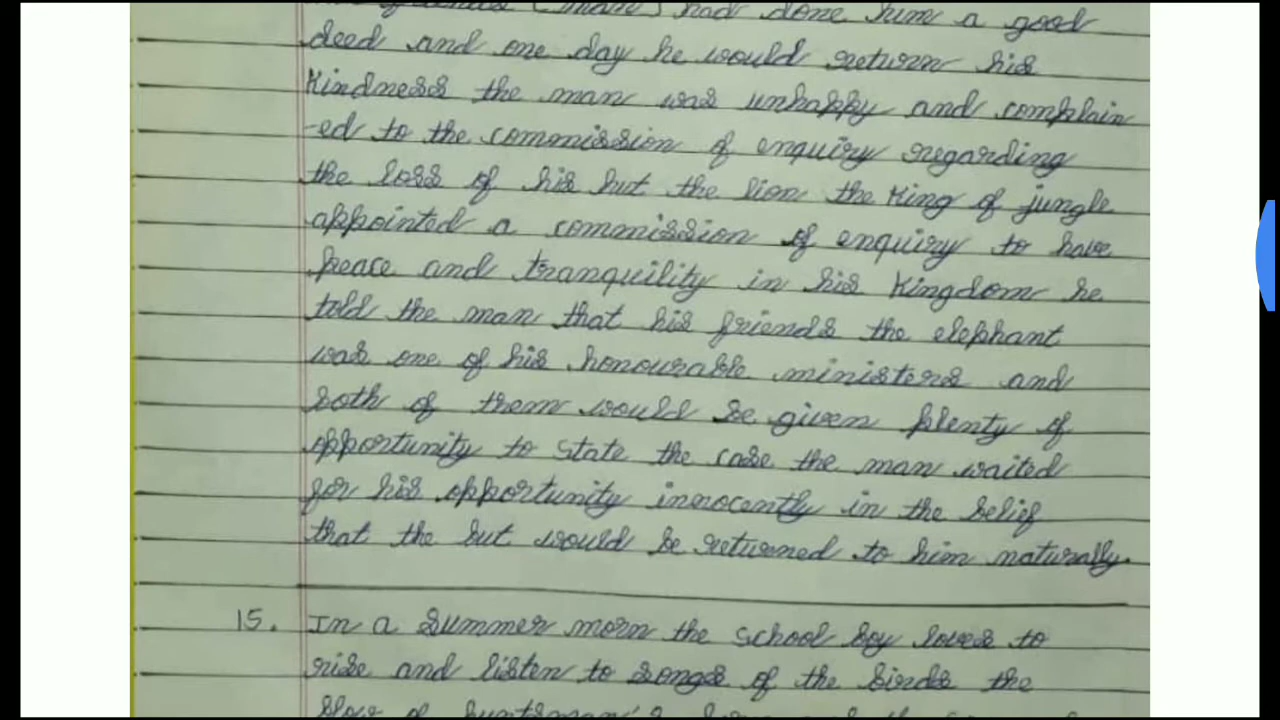 (man) had done him a good
deed and one day he would return his
kindness the man was unhappy and complain
-ed to the commission of enquiry regarding
the loss of his hut the lion the King of jungle
appointed a commission of enquiry to have
peace and tranquility in his Kingdom he
told the man that his friends the elephant
was one of his honourable ministers and
both of them would be given plenty of
opportunity to state the case the man waited
for his opportunity innocently in the belief
that the hut would be returned to him naturally.
15. In a summer morn the school boy loves to
rise and listen to songs of the birds the